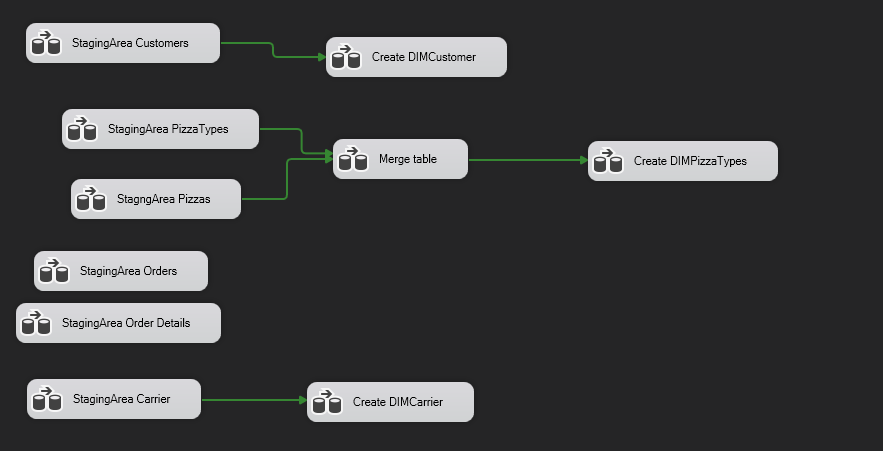 StagingArea Customers
Create DIMCustomer
StagingArea PizzaTypes
Merge table
Create DIMPizzaTypes
StagngArea Pizzas
StagingArea Orders
StagingArea Order Details
StagingArea Carrier
Create DIMCarrier